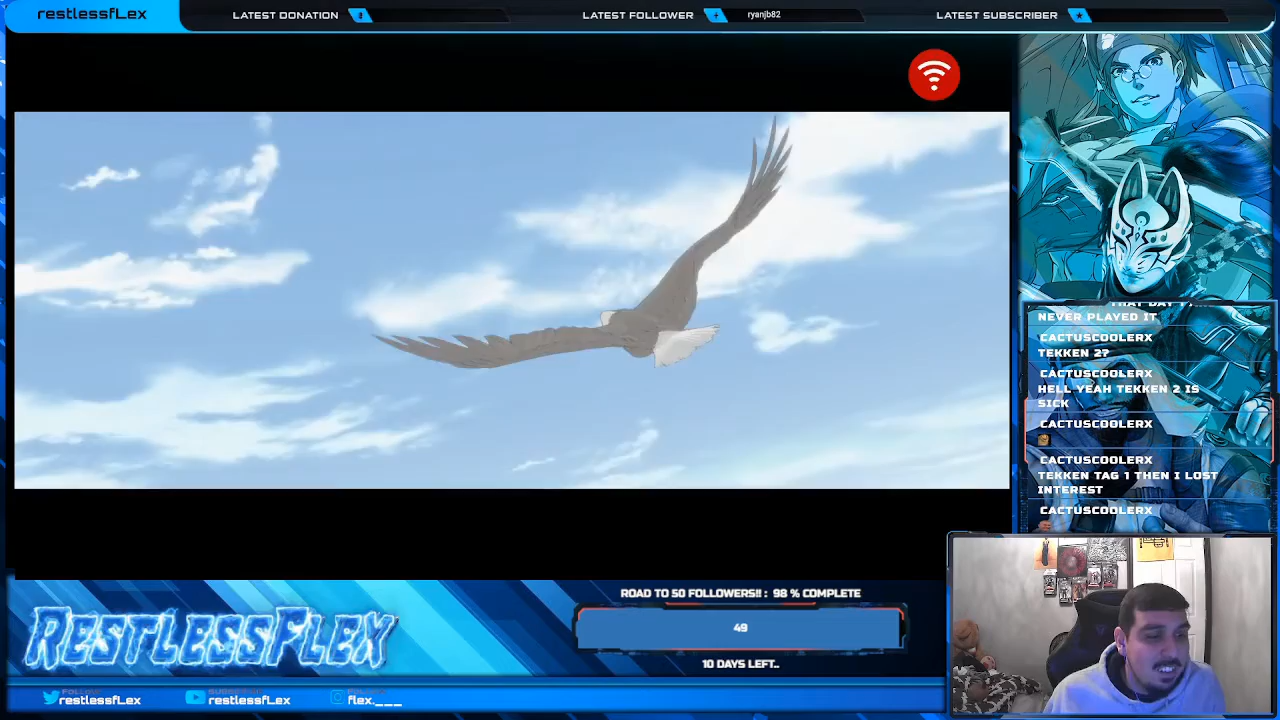 restlessfLex
LATEST DONATION
LATEST FOLLOWER
ryanjb82
LATEST SUBSCRIBER
THAT DAY
NEVER PLAYED IT
CACTUSCOOLERX
TEKKEN 2?
CACTUSCOOLERX
HELL YEAH TEKKEN 2 IS
SICK
CACTUSCOOLERX
CACTUSCOOLERX
TEKKEN TAG 1 THEN I LOST
INTEREST
CACTUSCOOLERX
ROAD TO 50 FOLLOWERS!! : 98 % COMPLETE
49
10 DAYS LEFT..
RESTLESSFLEX
restlessfLex
restlessfLex
flex.___